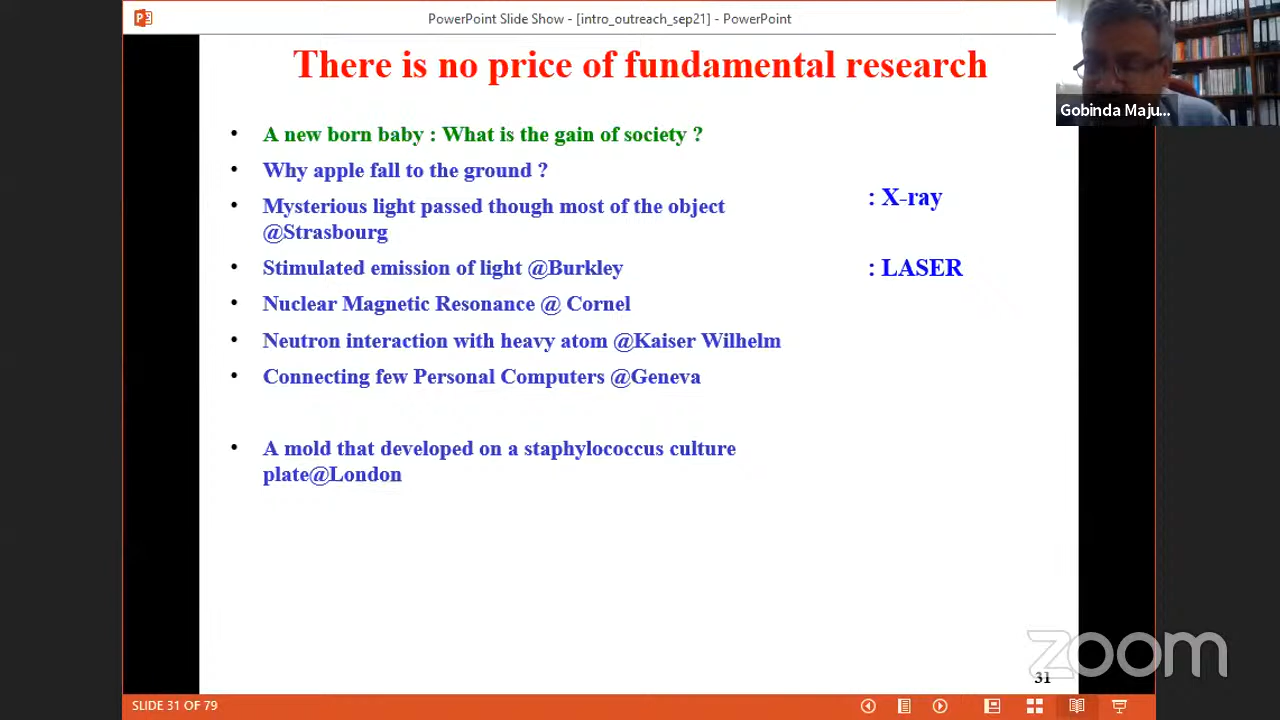 PowerPoint Slide Show - [intro_outreach_sep21] - PowerPoint
There is no price of fundamental research
• A new born baby : What is the gain of society ?
• Why apple fall to the ground ?
• Mysterious light passed though most of the object
@Strasbourg
: X-ray
• Stimulated emission of light @Burkley
: LASER
• Nuclear Magnetic Resonance @ Cornel
• Neutron interaction with heavy atom @Kaiser Wilhelm
• Connecting few Personal Computers @Geneva
• A mold that developed on a staphylococcus culture
plate@London
Gobinda Maju...
zoom
31
SLIDE 31 OF 79